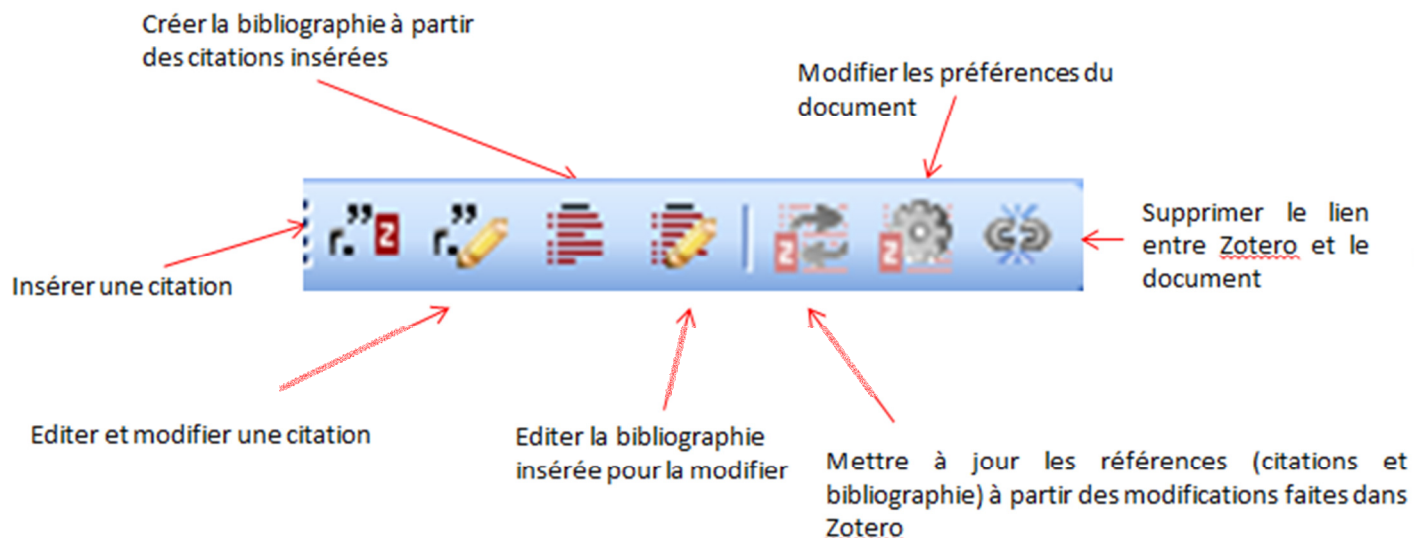 Créer la bibliographie à partir
des citations insérées
Modifier les préférences du
document
Supprimer le lien
entre Zotero et le
document
Insérer une citation
Editer et modifier une citation
Editer la bibliographie
insérée pour la modifier
Mettre à jour les références (citations et
bibliographie) à partir des modifications faites dans
Zotero
r.” Z
r.”
Z
Z